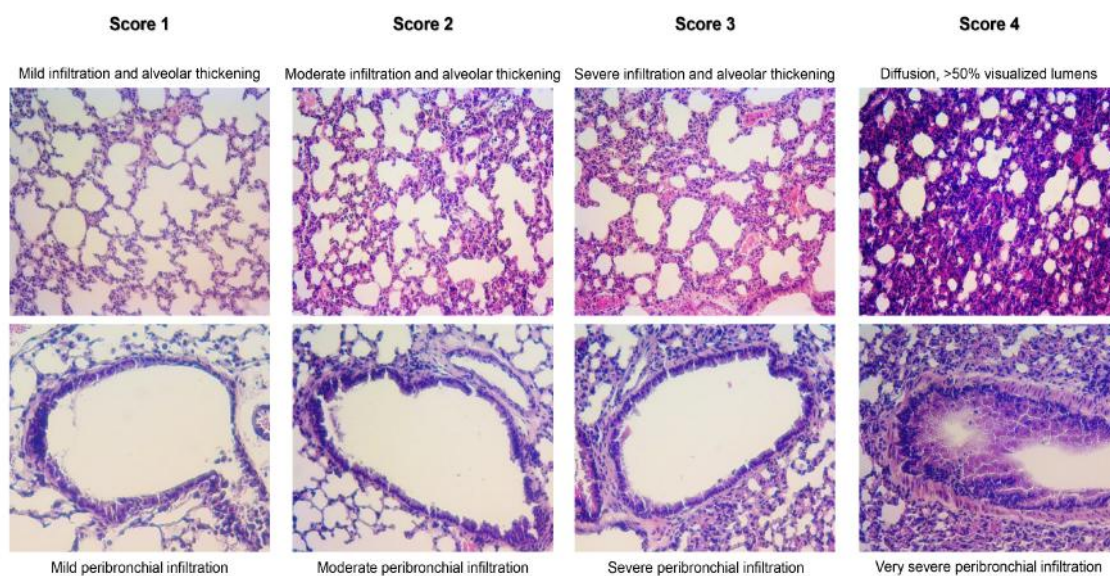 Score 1
Score 2
Score 3
Score 4
Mild infiltration and alveolar thickening
Moderate infiltration and alveolar thickening
Severe infiltration and alveolar thickening
Diffusion, >50% visualized lumens
Mild peribronchial infiltration
Moderate peribronchial infiltration
Severe peribronchial infiltration
Very severe peribronchial infiltration